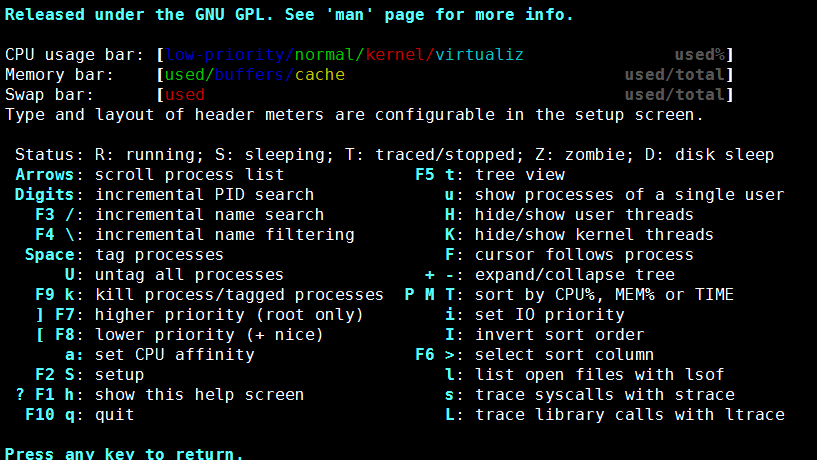 Released under the GNU GPL. See 'man' page for more info.
CPU usage bar: [low-priority/normal/kernel/virtualiz               used%]
Memory bar:    [used/buffers/cache                            used/total]
Swap bar:      [used                                          used/total]
Type and layout of header meters are configurable in the setup screen.
 Status: R: running; S: sleeping; T: traced/stopped; Z: zombie; D: disk sleep
 Arrows: scroll process list             F5 t: tree view
 Digits: incremental PID search             u: show processes of a single user
   F3 /: incremental name search            H: hide/show user threads
   F4 \: incremental name filtering         K: hide/show kernel threads
  Space: tag processes                      F: cursor follows process
      U: untag all processes              + -: expand/collapse tree
   F9 k: kill process/tagged processes  P M T: sort by CPU%, MEM% or TIME
   ] F7: higher priority (root only)        i: set IO priority
   [ F8: lower priority (+ nice)            I: invert sort order
      a: set CPU affinity                F6 >: select sort column
   F2 S: setup                              l: list open files with lsof
 ? F1 h: show this help screen              s: trace syscalls with strace
  F10 q: quit                               L: trace library calls with ltrace
Press any key to return.